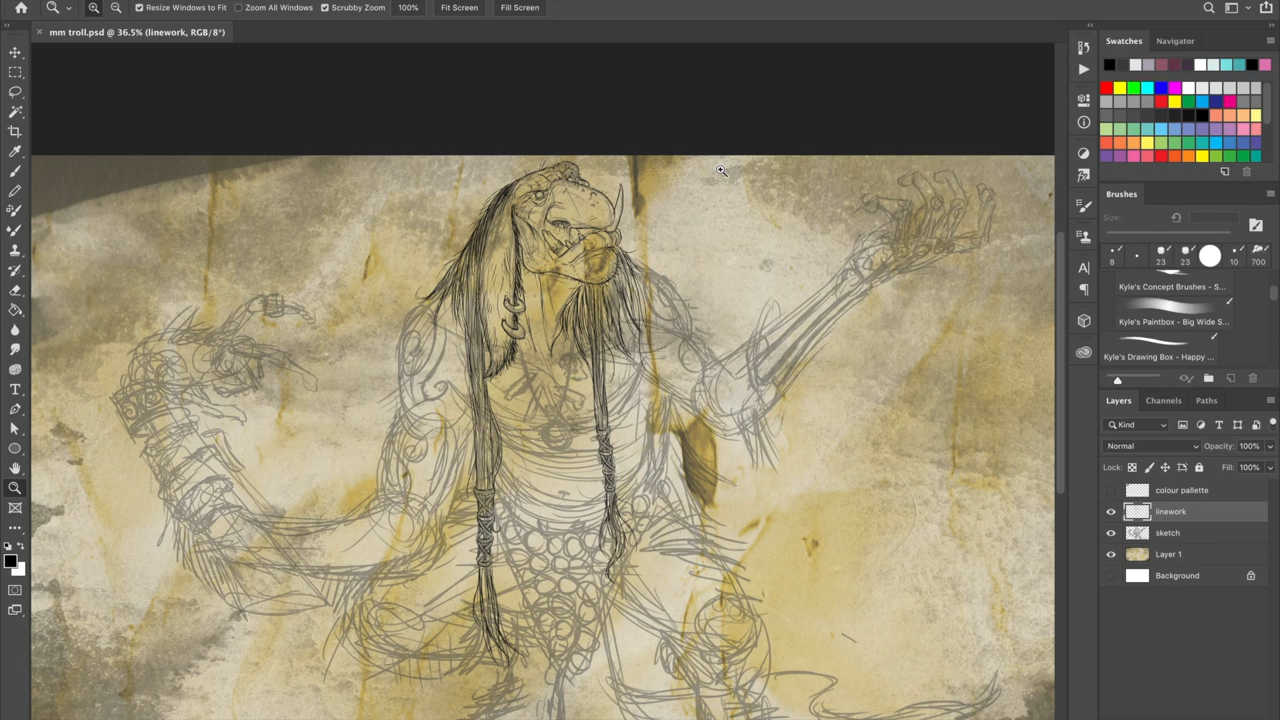 Resize Windows to Fit Zoom All Windows Scrubby Zoom 100% Fit Screen Fill Screen
× mm troll.psd @ 36.5% (linework, RGB/8*)
Swatches Navigator
Brushes
Size:
8 23 23 10 700
Kyle's Concept Brushes - S...
Kyle's Paintbox - Big Wide S...
Kyle's Drawing Box - Happy ...
Layers Channels Paths
Kind
Normal Opacity: 100%
Lock: Fill: 100%
colour pallette
linework
sketch
Layer 1
Background